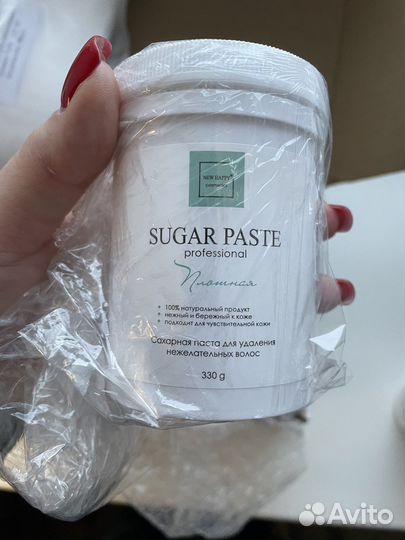 NEW HAPPY
cosmetics
SUGAR PASTE
professional
Плотная
• 100% натуральный продукт
• нежный и бережный к коже
• подходит для чувствительной кожи
Сахарная паста для удаления
нежелательных волос
330 g
Avito